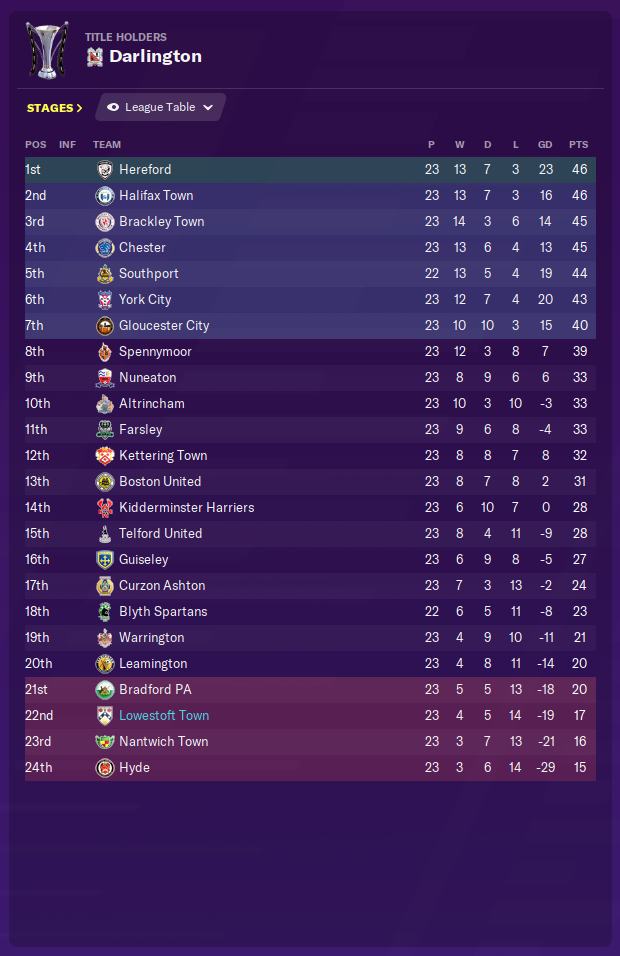 TITLE HOLDERS
Darlington
STAGES > League Table
POS INF TEAM P W D L GD PTS
1st Hereford 23 13 7 3 23 46
2nd Halifax Town 23 13 7 3 16 46
3rd Brackley Town 23 14 3 6 14 45
4th Chester 23 13 6 4 13 45
5th Southport 22 13 5 4 19 44
6th York City 23 12 7 4 20 43
7th Gloucester City 23 10 10 3 15 40
8th Spennymoor 23 12 3 8 7 39
9th Nuneaton 23 8 9 6 6 33
10th Altrincham 23 10 3 10 -3 33
11th Farsley 23 9 6 8 -4 33
12th Kettering Town 23 8 8 7 8 32
13th Boston United 23 8 7 8 2 31
14th Kidderminster Harriers 23 6 10 7 0 28
15th Telford United 23 8 4 11 -9 28
16th Guiseley 23 6 9 8 -5 27
17th Curzon Ashton 23 7 3 13 -2 24
18th Blyth Spartans 22 6 5 11 -8 23
19th Warrington 23 4 9 10 -11 21
20th Leamington 23 4 8 11 -14 20
21st Bradford PA 23 5 5 13 -18 20
22nd Lowestoft Town 23 4 5 14 -19 17
23rd Nantwich Town 23 3 7 13 -21 16
24th Hyde 23 3 6 14 -29 15